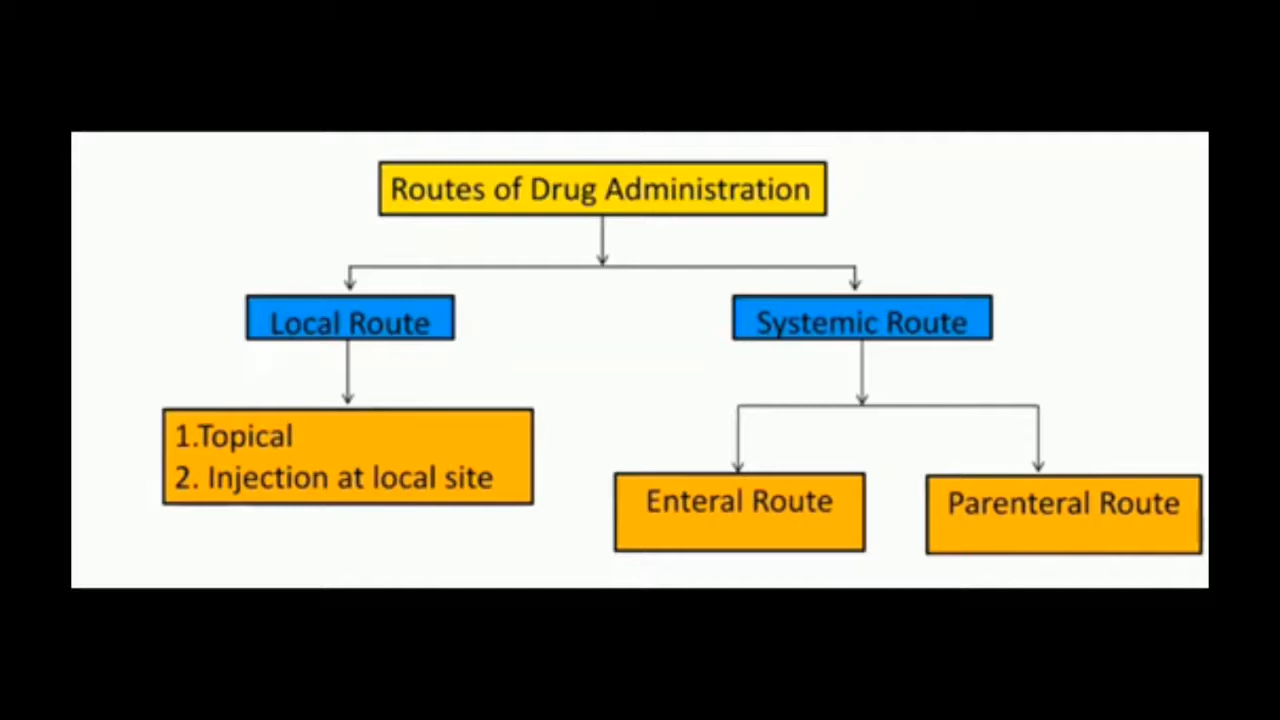 Routes of Drug Administration
Local Route
Systemic Route
1.Topical
2. Injection at local site
Enteral Route
Parenteral Route